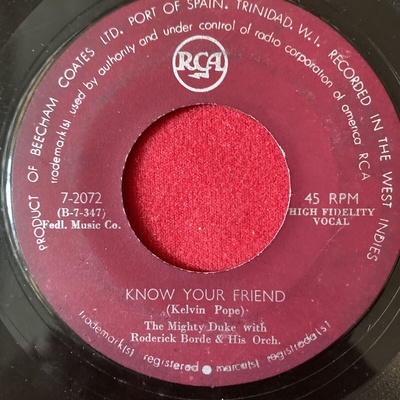 PRODUCT OF BEECHAM COATES LTD. PORT OF SPAIN. TRINIDAD, W.I. RECORDED IN THE WEST INDIES
trademark(s) used by authority and under control of radio corporation of america RCA
RCA
7-2072
(B-7-347)
Fedl. Music Co.
45 RPM
HIGH FIDELITY
VOCAL
KNOW YOUR FRIEND
(Kelvin Pope)
The Mighty Duke with
Roderick Borde & His Orch.
trademark(s) registered • marca(s) registrada(s)